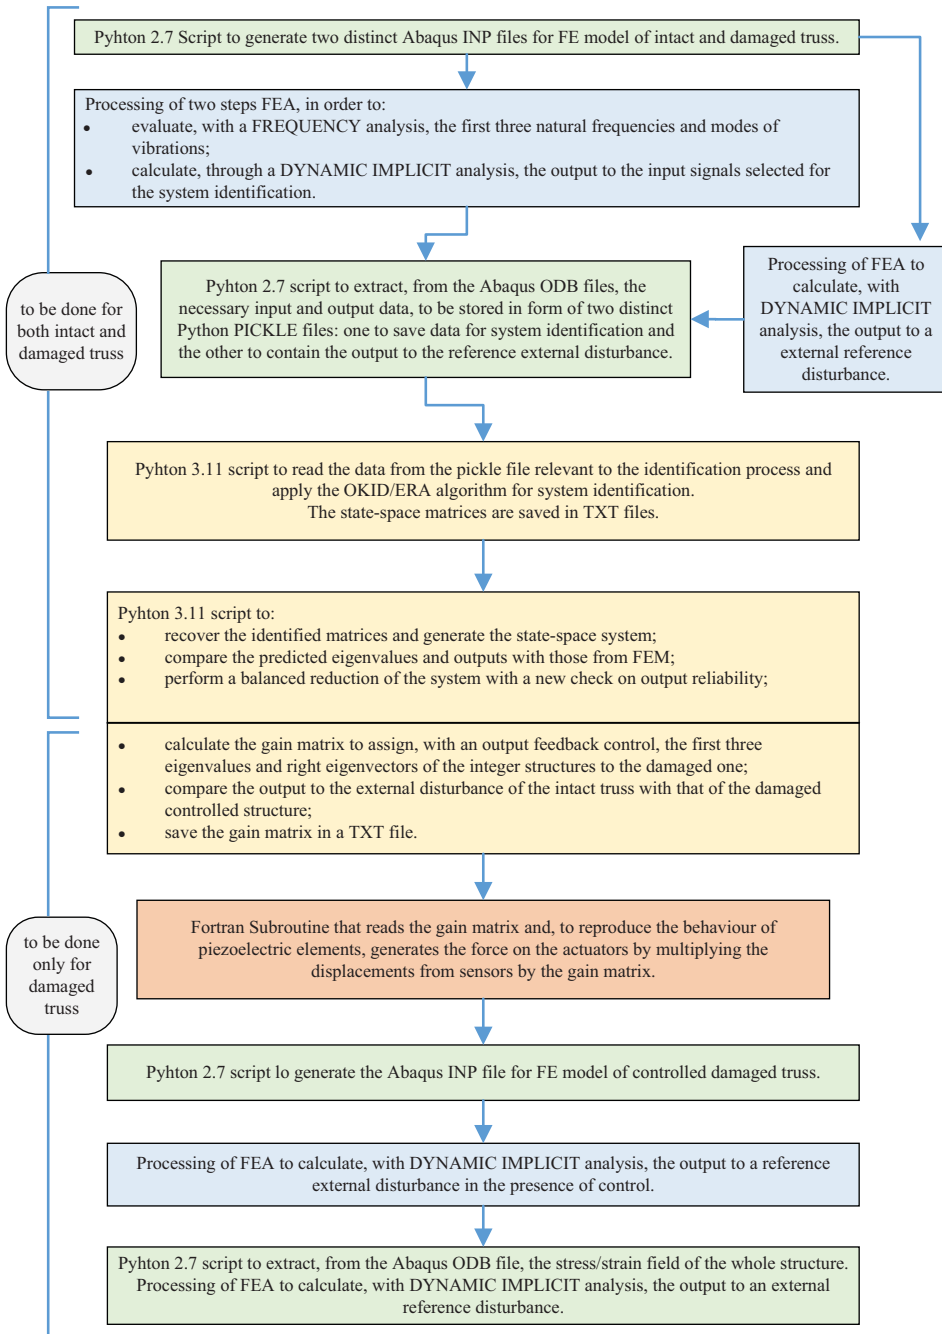 Pyhton 2.7 Script to generate two distinct Abaqus INP files for FE model of intact and damaged truss.
Processing of two steps FEA, in order to:
• evaluate, with a FREQUENCY analysis, the first three natural frequencies and modes of
vibrations;
• calculate, through a DYNAMIC IMPLICIT analysis, the output to the input signals selected for
the system identification.
Processing of FEA to
calculate, with
DYNAMIC IMPLICIT
analysis, the output to a
external reference
disturbance.
to be done for
both intact and
damaged truss
Pyhton 2.7 script to extract, from the Abaqus ODB files, the
necessary input and output data, to be stored in form of two distinct
Python PICKLE files: one to save data for system identification and
the other to contain the output to the reference external disturbance.
Pyhton 3.11 script to read the data from the pickle file relevant to the identification process and
apply the OKID/ERA algorithm for system identification.
The state-space matrices are saved in TXT files.
Pyhton 3.11 script to:
• recover the identified matrices and generate the state-space system;
• compare the predicted eigenvalues and outputs with those from FEM;
• perform a balanced reduction of the system with a new check on output reliability;
• calculate the gain matrix to assign, with an output feedback control, the first three
eigenvalues and right eigenvectors of the integer structures to the damaged one;
• compare the output to the external disturbance of the intact truss with that of the damaged
controlled structure;
• save the gain matrix in a TXT file.
to be done
only for
damaged
truss
Fortran Subroutine that reads the gain matrix and, to reproduce the behaviour of
piezoelectric elements, generates the force on the actuators by multiplying the
displacements from sensors by the gain matrix.
Pyhton 2.7 script lo generate the Abaqus INP file for FE model of controlled damaged truss.
Processing of FEA to calculate, with DYNAMIC IMPLICIT analysis, the output to a reference
external disturbance in the presence of control.
Pyhton 2.7 script to extract, from the Abaqus ODB file, the stress/strain field of the whole structure.
Processing of FEA to calculate, with DYNAMIC IMPLICIT analysis, the output to an external
reference disturbance.